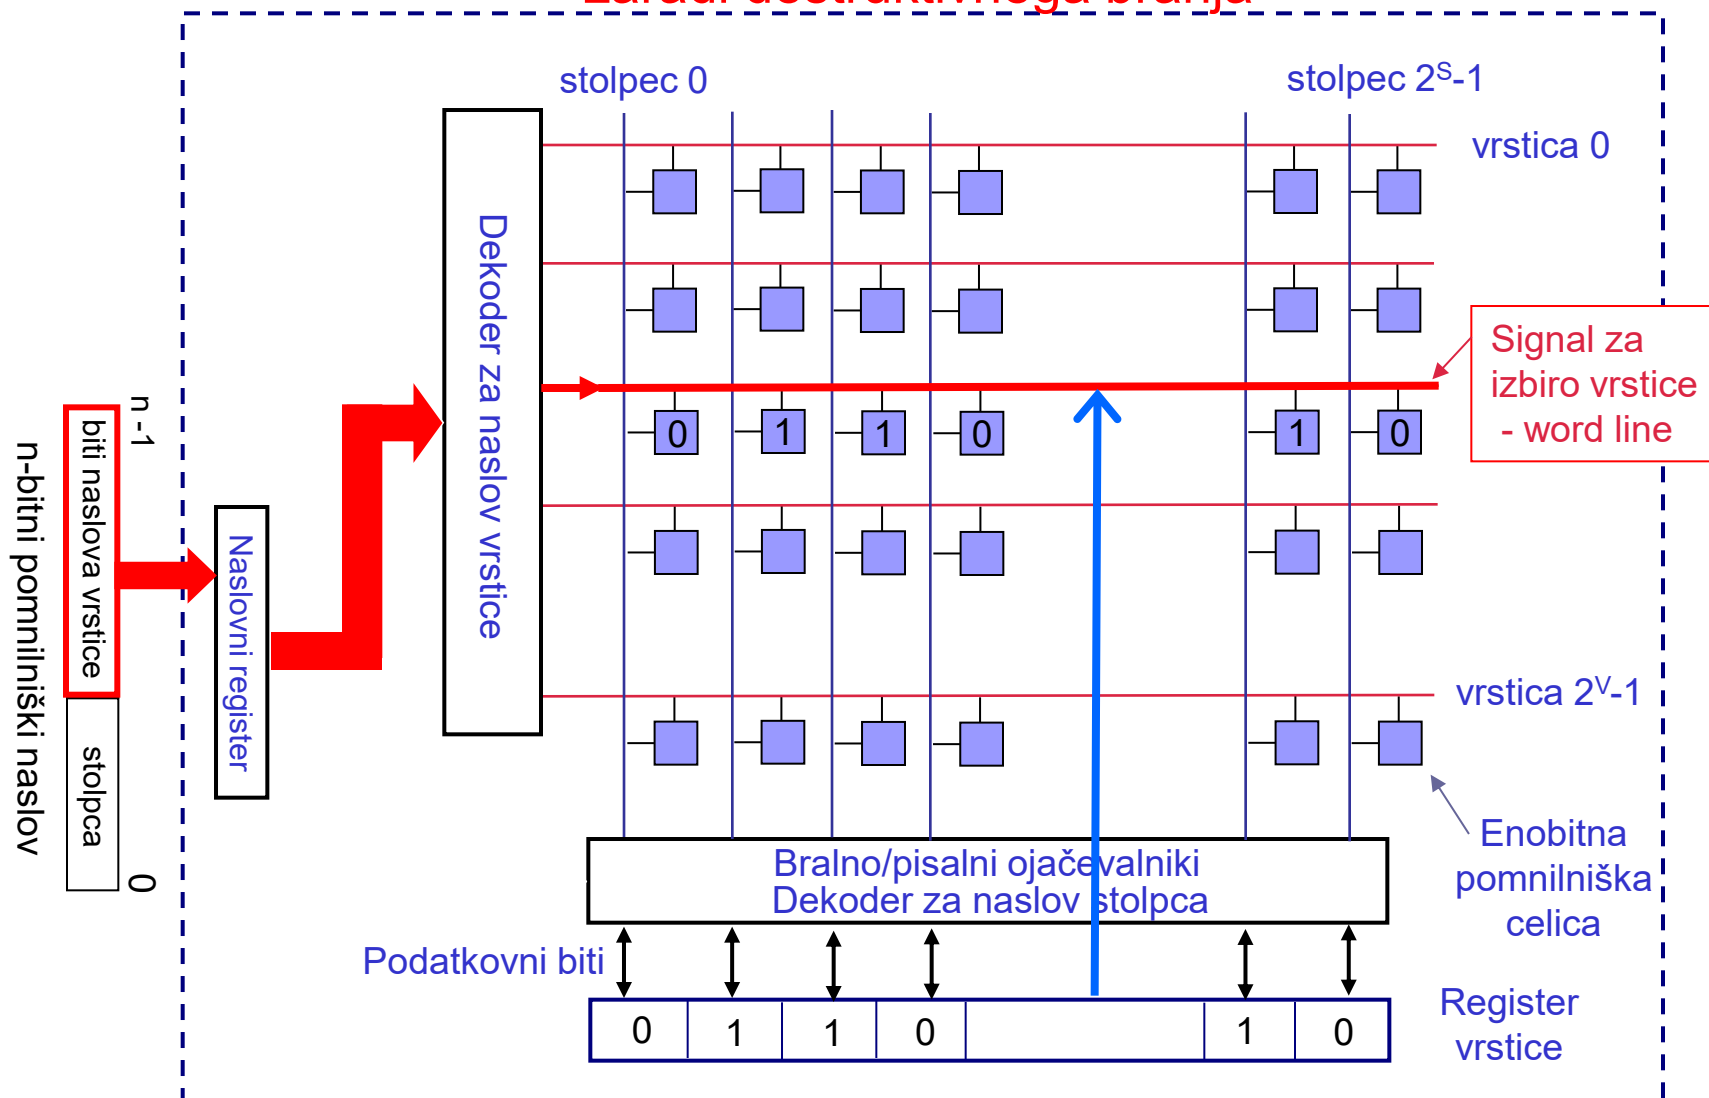 zaradi destruktivnega branja
stolpec 0
stolpec 2S-1
vrstica 0
Dekoder za naslov vrstice
Signal za
izbiro vrstice
- word line
0 1 1 0 1 0
n -1
biti naslova vrstice
stolpca
0
n-bitni pomnilniški naslov
Naslovni register
vrstica 2V-1
Enobitna
pomnilniška
celica
Bralno/pisalni ojačevalniki
Dekoder za naslov stolpca
Podatkovni biti
0 1 1 0 1 0
Register
vrstice